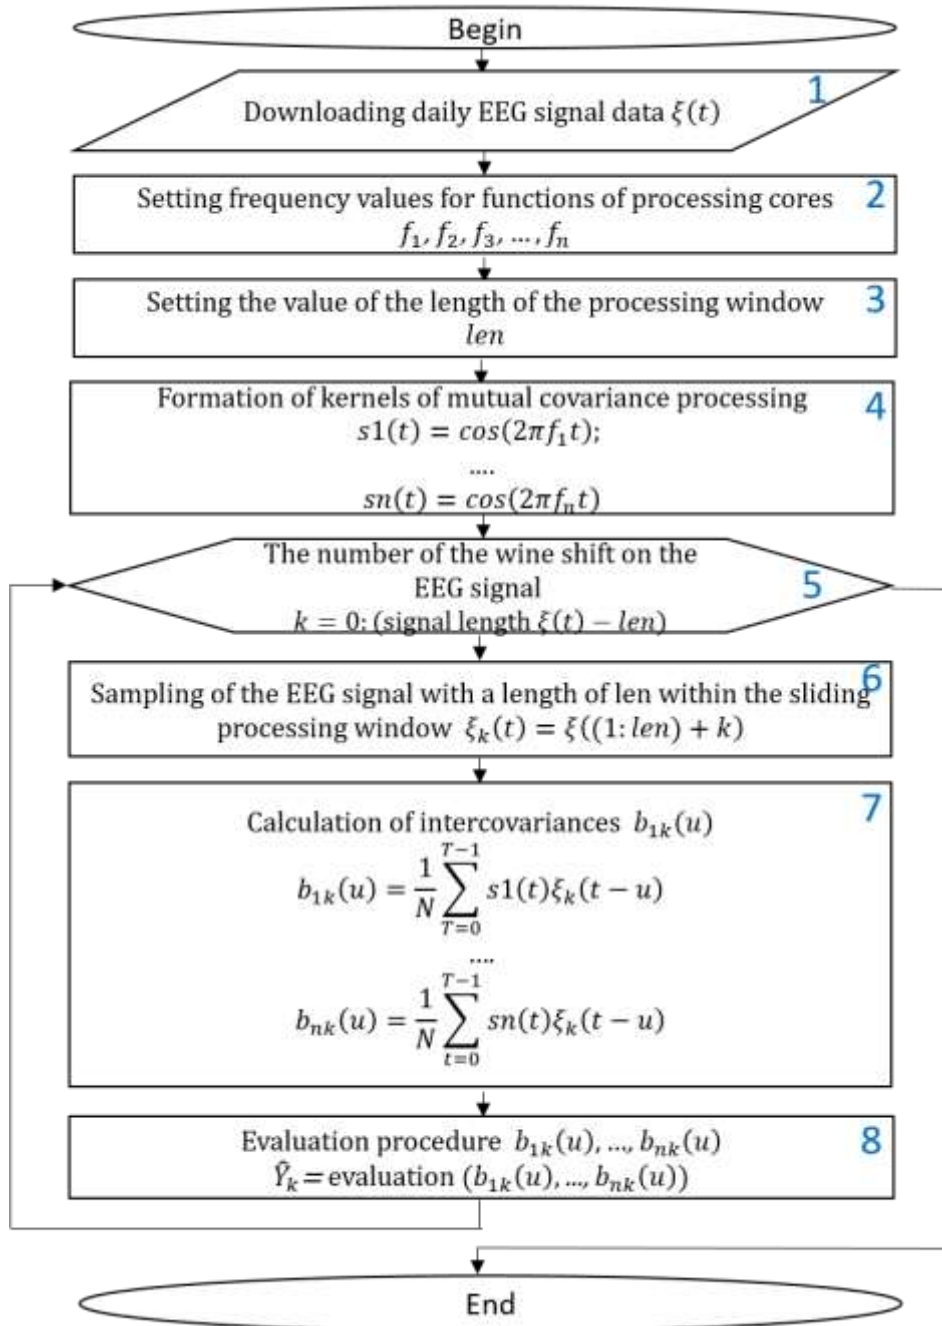 Begin
1
Downloading daily EEG signal data ξ(t)
2
Setting frequency values for functions of processing cores
f₁, f₂, f₃, ..., fₙ
3
Setting the value of the length of the processing window
len
4
Formation of kernels of mutual covariance processing
s1(t) = cos(2πf₁t);
....
sn(t) = cos(2πfₙt)
The number of the wine shift on the
EEG signal
5
k = 0: (signal length ξ(t) − len)
6
Sampling of the EEG signal with a length of len within the sliding
processing window ξₖ(t) = ξ((1: len) + k)
7
Calculation of intercovariances b₁ₖ(u)
T−1
b₁ₖ(u) = 1/N ∑ s1(t)ξₖ(t − u)
T=0
....
T−1
bₙₖ(u) = 1/N ∑ sn(t)ξₖ(t − u)
t=0
8
Evaluation procedure b₁ₖ(u), ..., bₙₖ(u)
Ŷₖ = evaluation (b₁ₖ(u), ..., bₙₖ(u))
End